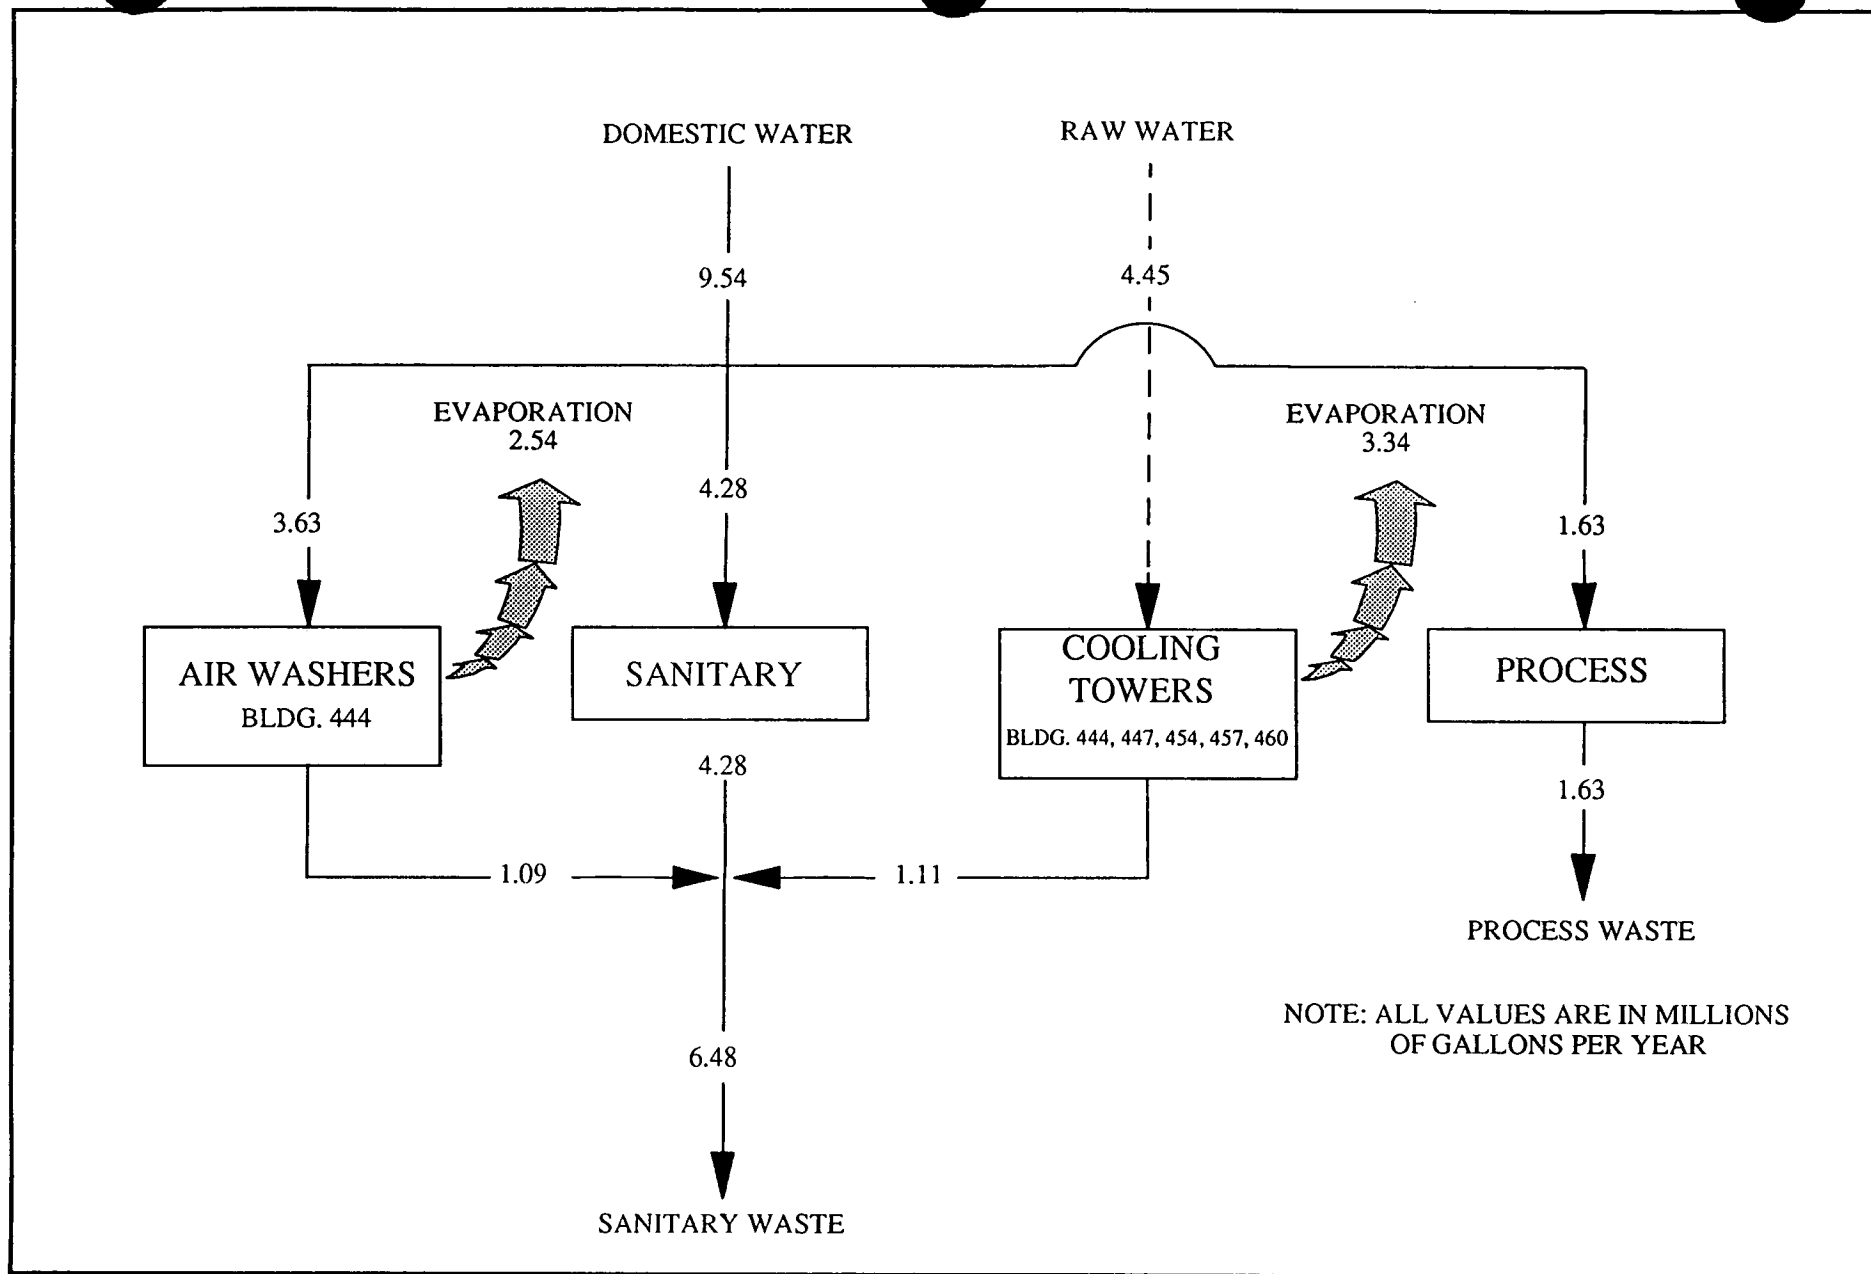 DOMESTIC WATER
RAW WATER
9.54
4.45
EVAPORATION
2.54
EVAPORATION
3.34
3.63
4.28
1.63
AIR WASHERS
BLDG. 444
SANITARY
COOLING
TOWERS
BLDG. 444, 447, 454, 457, 460
PROCESS
4.28
1.63
1.09
1.11
PROCESS WASTE
NOTE: ALL VALUES ARE IN MILLIONS
OF GALLONS PER YEAR
6.48
SANITARY WASTE